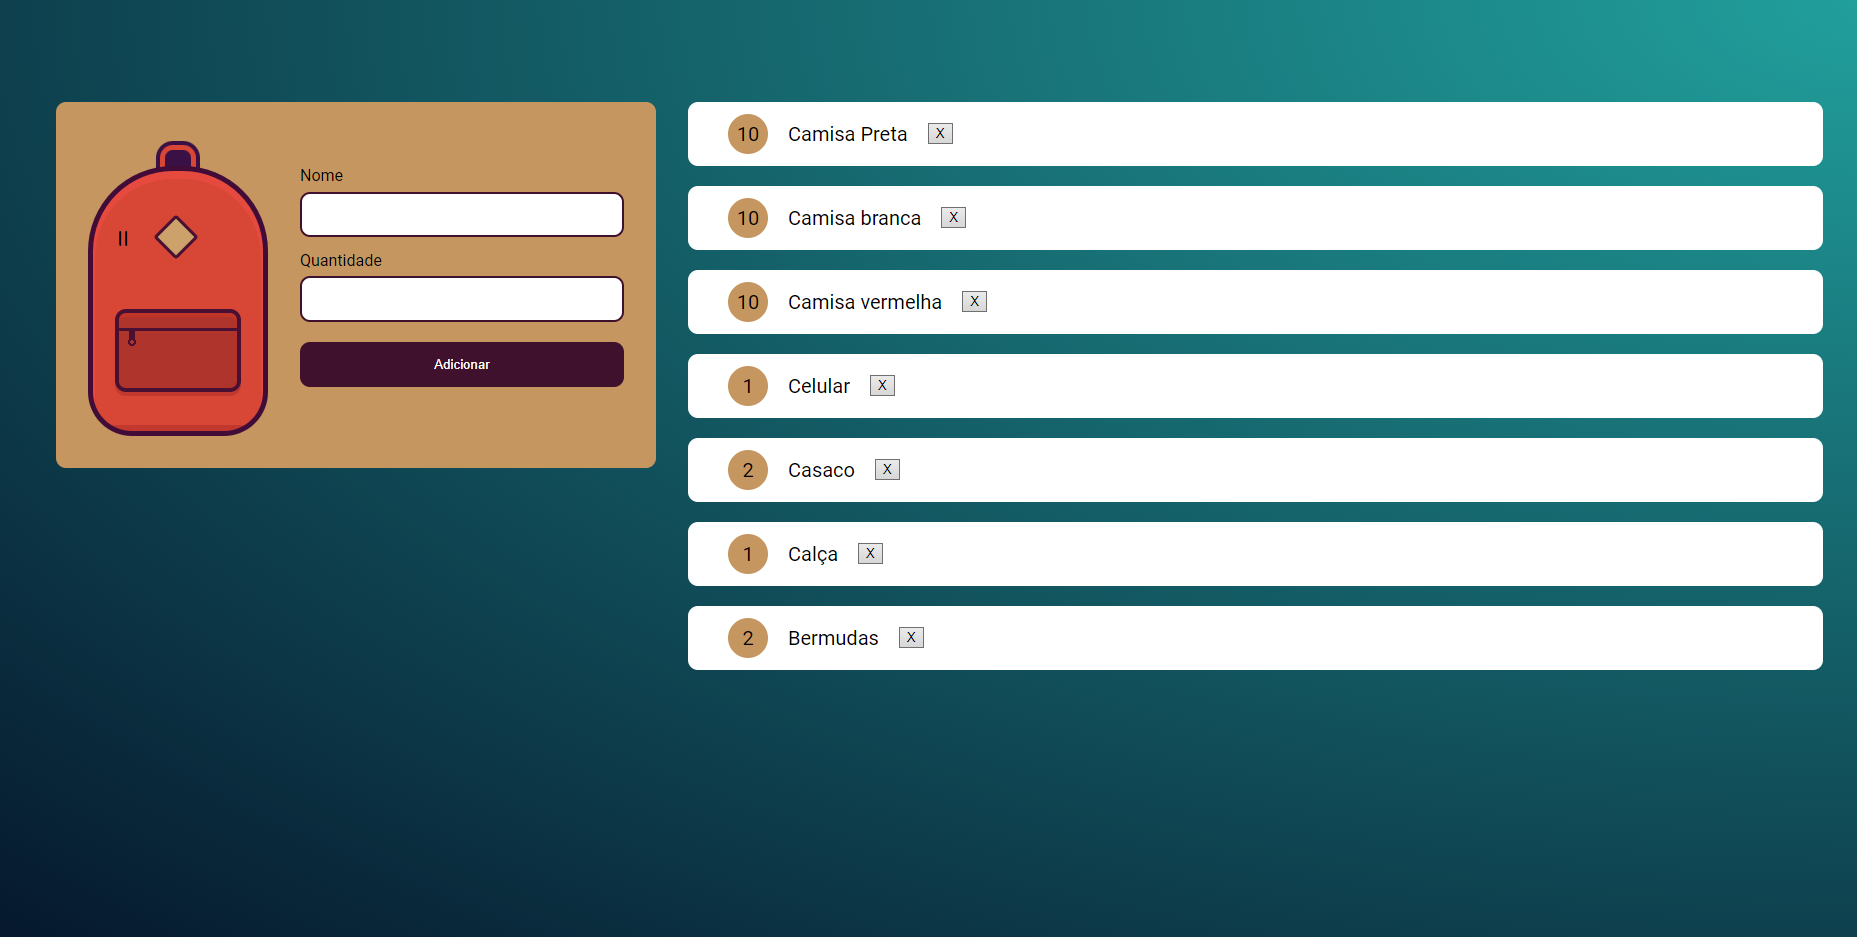 Nome
Quantidade
Adicionar
10 Camisa Preta X
10 Camisa branca X
10 Camisa vermelha X
1 Celular X
2 Casaco X
1 Calça X
2 Bermudas X